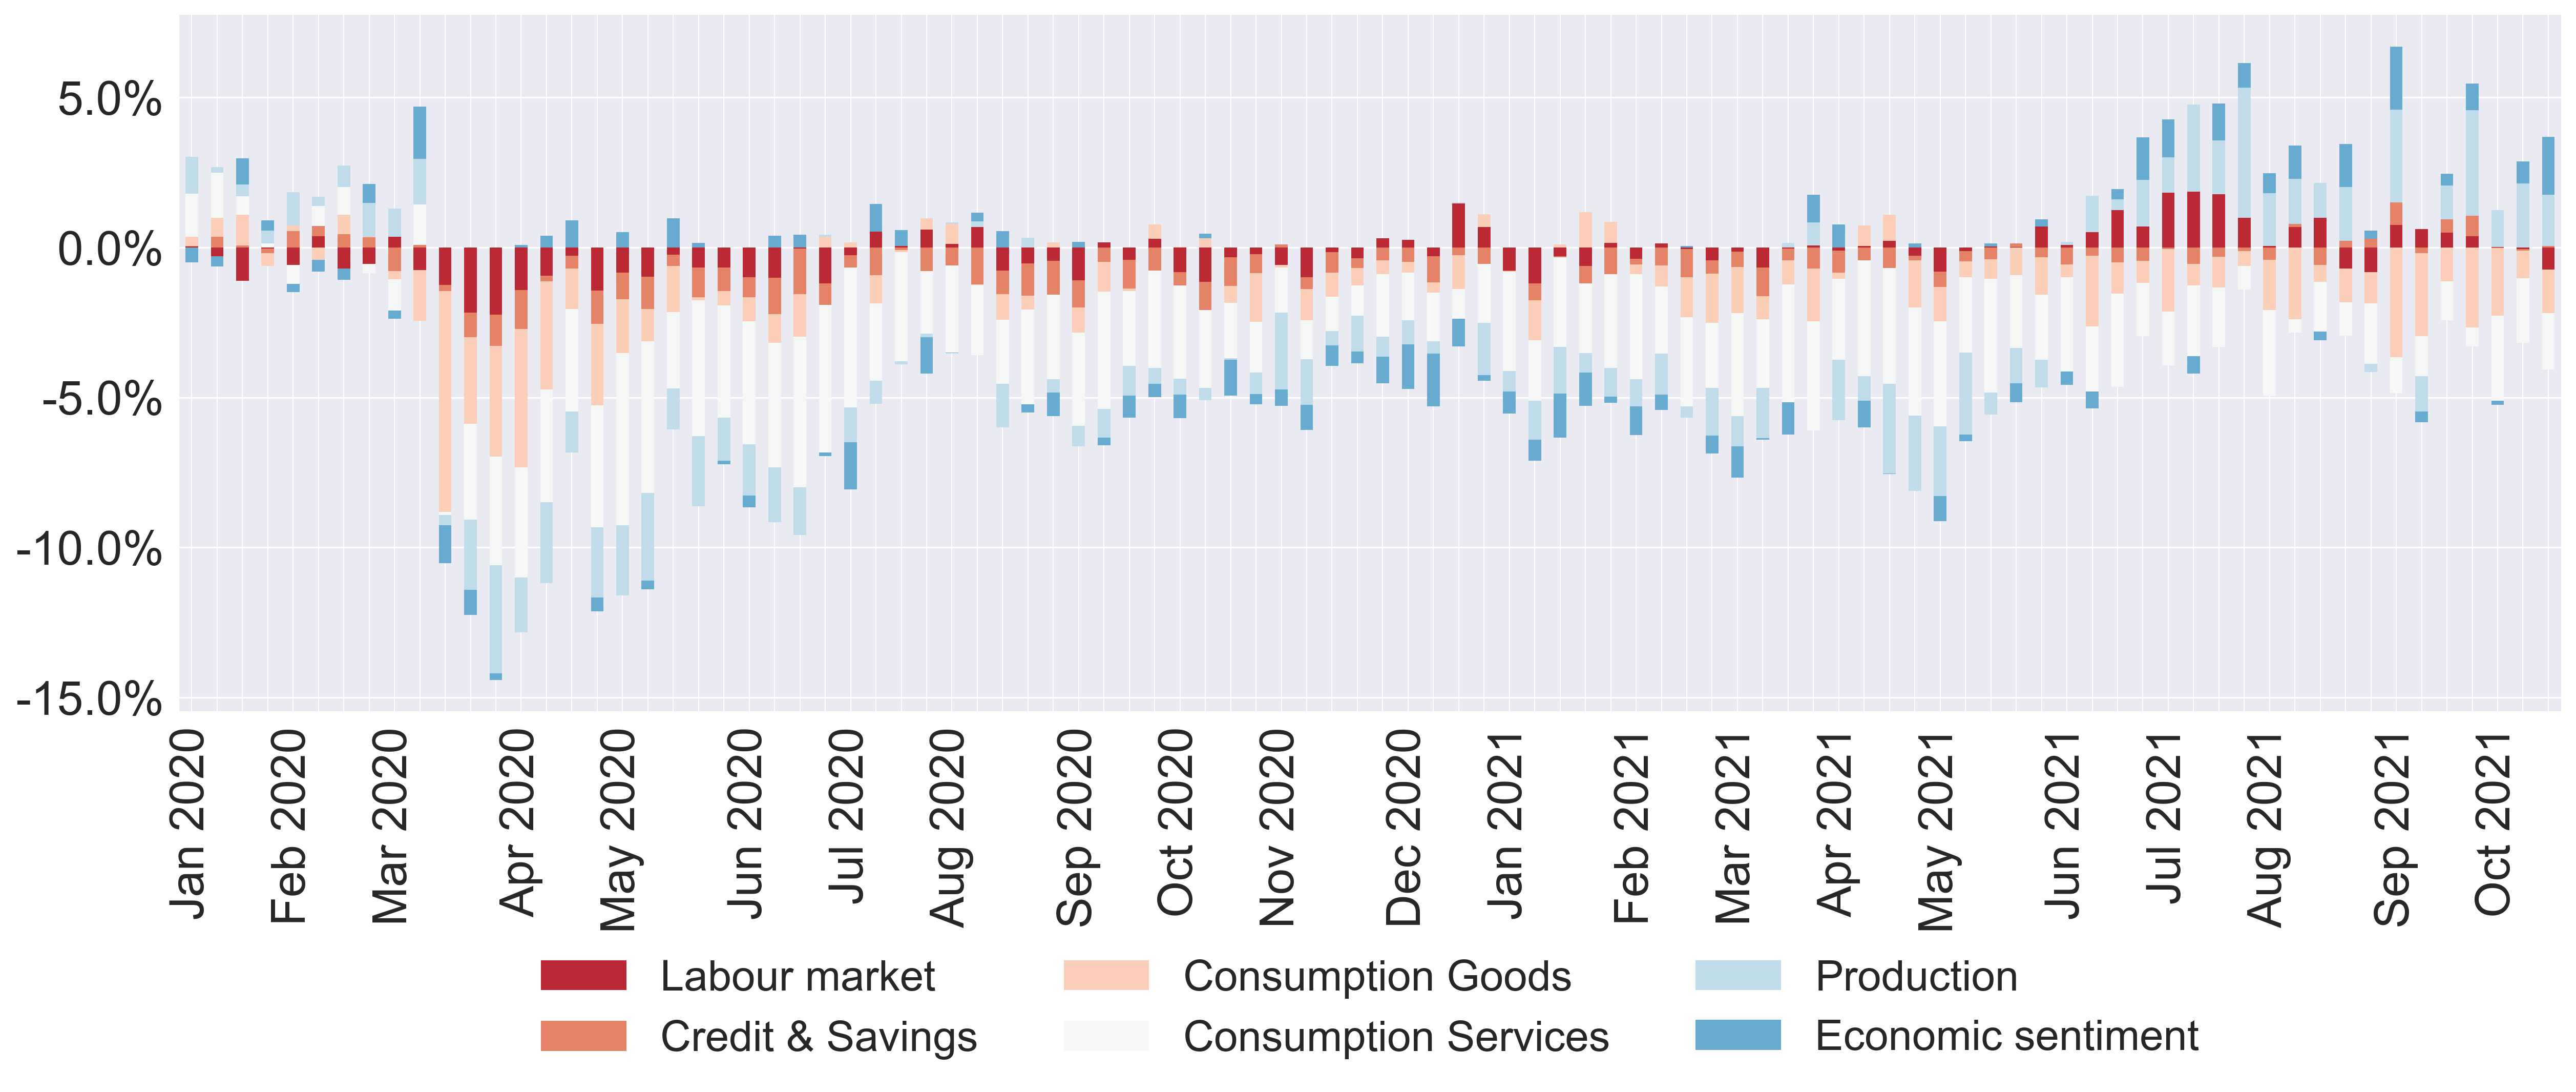 5.0%
0.0%
-5.0%
-10.0%
-15.0%
Jan 2020
Feb 2020
Mar 2020
Apr 2020
May 2020
Jun 2020
Jul 2020
Aug 2020
Sep 2020
Oct 2020
Nov 2020
Dec 2020
Jan 2021
Feb 2021
Mar 2021
Apr 2021
May 2021
Jun 2021
Jul 2021
Aug 2021
Sep 2021
Oct 2021
Labour market
Consumption Goods
Production
Credit & Savings
Consumption Services
Economic sentiment